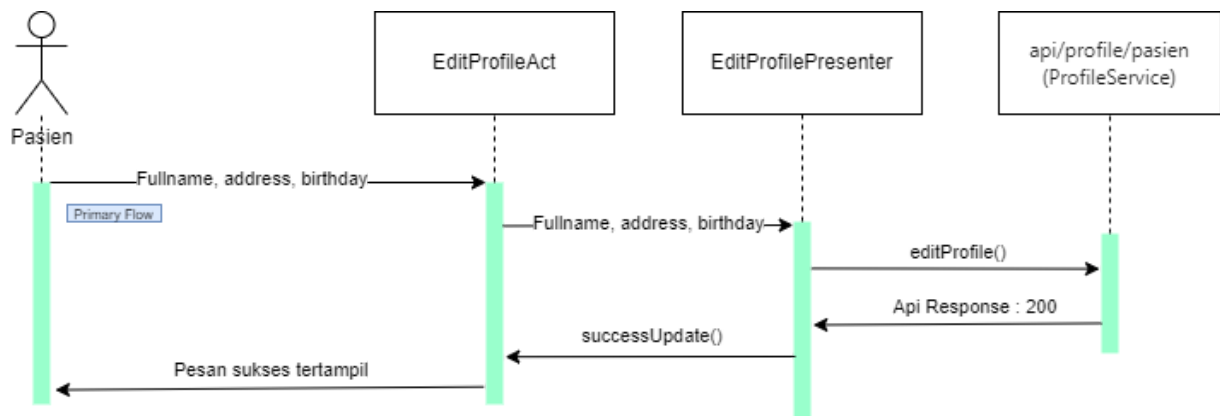 Pasien
EditProfileAct
EditProfilePresenter
api/profile/pasien
(ProfileService)
Fullname, address, birthday
Primary Flow
Fullname, address, birthday
editProfile()
Api Response : 200
successUpdate()
Pesan sukses tertampil